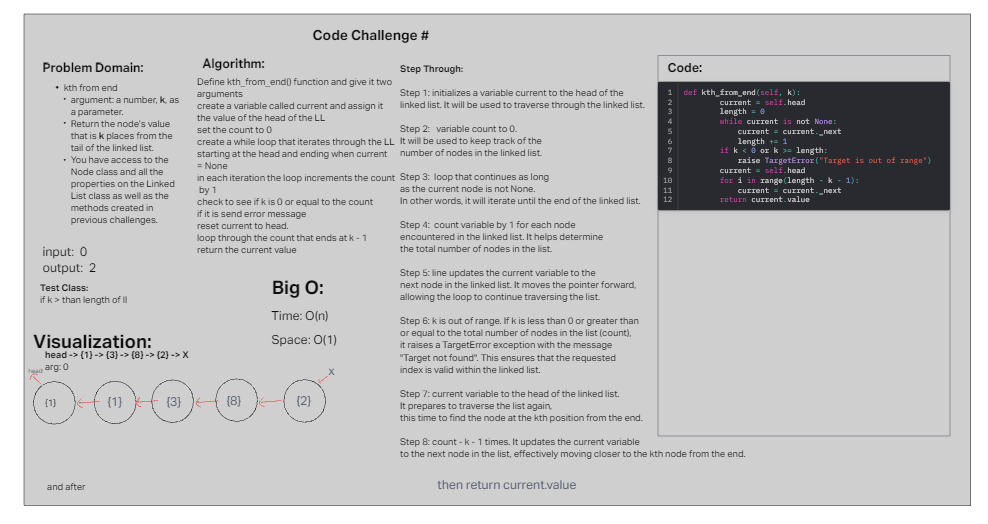 Code Challenge #
Problem Domain:
• kth from end
• argument: a number, k, as
a parameter.
• Return the node's value
that is k places from the
tail of the linked list.
• You have access to the
Node class and all the
properties on the Linked
List class as well as the
methods created in
previous challenges.
input: 0
output: 2
Test Class:
if k > than length of ll
Algorithm:
Define kth_from_end() function and give it two
arguments
create a variable called current and assign it
the value of the head of the LL
set the count to 0
create a while loop that iterates through the LL
starting at the head and ending when current
= None
in each iteration the loop increments the count
by 1
check to see if k is 0 or equal to the count
if it is send error message
reset current to head.
loop through the count that ends at k - 1
return the current value
Big O:
Time: O(n)
Space: O(1)
Visualization:
head -> {1} -> {3} -> {8} -> {2} -> X
arg: 0
head
X
{1}
{1}
{3}
{8}
{2}
and after
Step Through:
Step 1: initializes a variable current to the head of the
linked list. It will be used to traverse through the linked list.
Step 2: variable count to 0.
It will be used to keep track of the
number of nodes in the linked list.
Step 3: loop that continues as long
as the current node is not None.
In other words, it will iterate until the end of the linked list.
Step 4: count variable by 1 for each node
encountered in the linked list. It helps determine
the total number of nodes in the list.
Step 5: line updates the current variable to the
next node in the linked list. It moves the pointer forward,
allowing the loop to continue traversing the list.
Step 6: k is out of range. If k is less than 0 or greater than
or equal to the total number of nodes in the list (count),
it raises a TargetError exception with the message
"Target not found". This ensures that the requested
index is valid within the linked list.
Step 7: current variable to the head of the linked list.
It prepares to traverse the list again,
this time to find the node at the kth position from the end.
Step 8: count - k - 1 times. It updates the current variable
to the next node in the list, effectively moving closer to the kth node from the end.
then return current.value
Code:
1 def kth_from_end(self, k):
2 current = self.head
3 length = 0
4 while current is not None:
5 current = current._next
6 length += 1
7 if k < 0 or k >= length:
8 raise TargetError("Target is out of range")
9 current = self.head
10 for i in range(length - k - 1):
11 current = current._next
12 return current.value